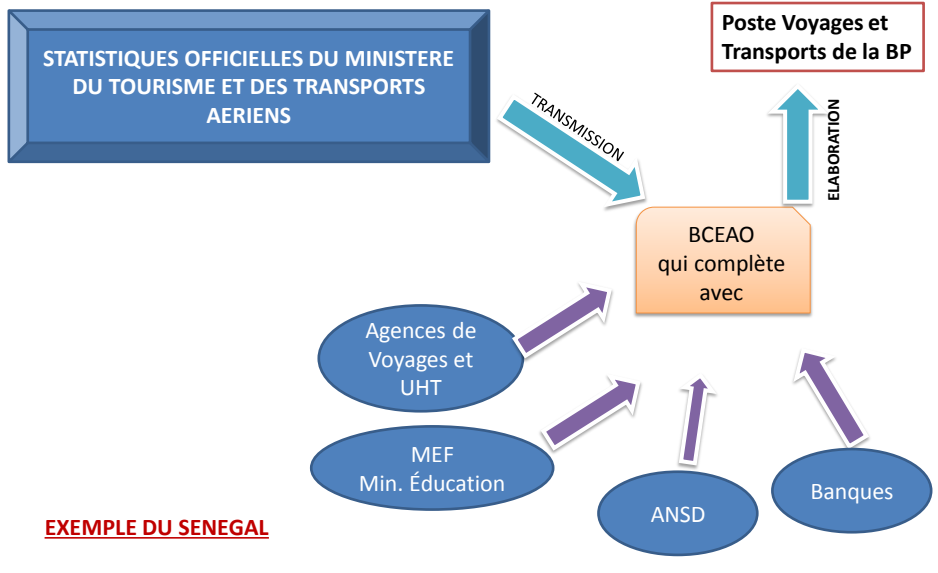 STATISTIQUES OFFICIELLES DU MINISTERE
DU TOURISME ET DES TRANSPORTS
AERIENS
Poste Voyages et
Transports de la BP
TRANSMISSION
ELABORATION
BCEAO
qui complète
avec
Agences de
Voyages et
UHT
MEF
Min. Éducation
ANSD
Banques
EXEMPLE DU SENEGAL